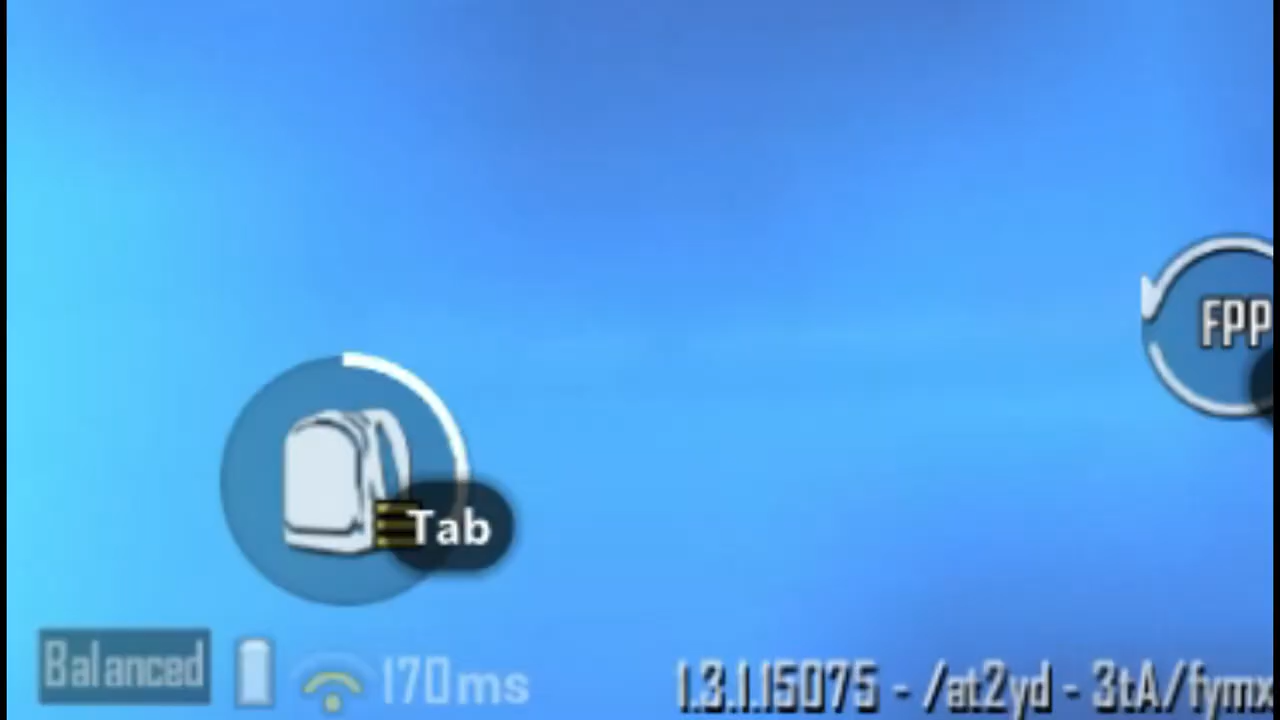 FPP
Tab
Balanced
170ms
1.3.1.15075 - /at2yd - 3tA/fymx